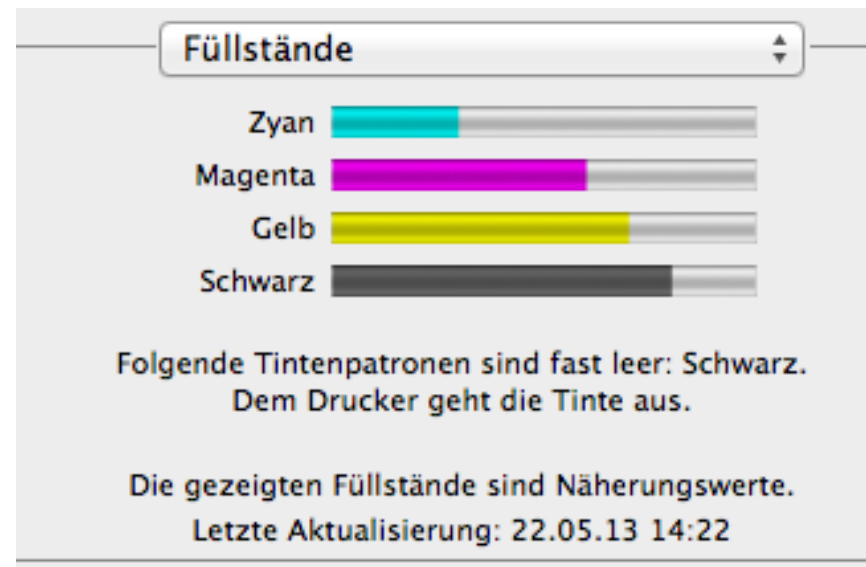 Füllstände
Zyan
Magenta
Gelb
Schwarz
Folgende Tintenpatronen sind fast leer: Schwarz.
Dem Drucker geht die Tinte aus.
Die gezeigten Füllstände sind Näherungswerte.
Letzte Aktualisierung: 22.05.13 14:22